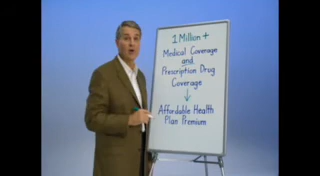 1 Million +
Medical Coverage
and
Prescription Drug
Coverage
↓
Affordable Health
Plan Premium